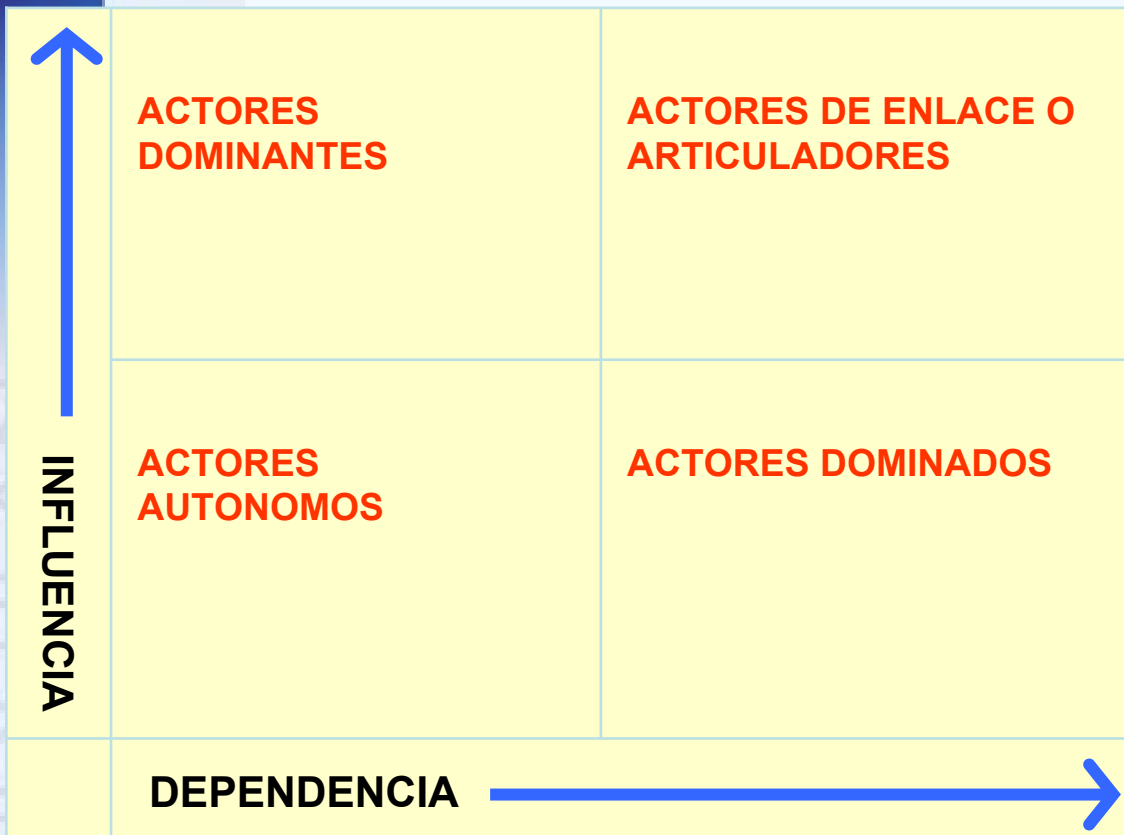 ACTORES
DOMINANTES
ACTORES DE ENLACE O
ARTICULADORES
ACTORES
AUTONOMOS
ACTORES DOMINADOS
INFLUENCIA
DEPENDENCIA